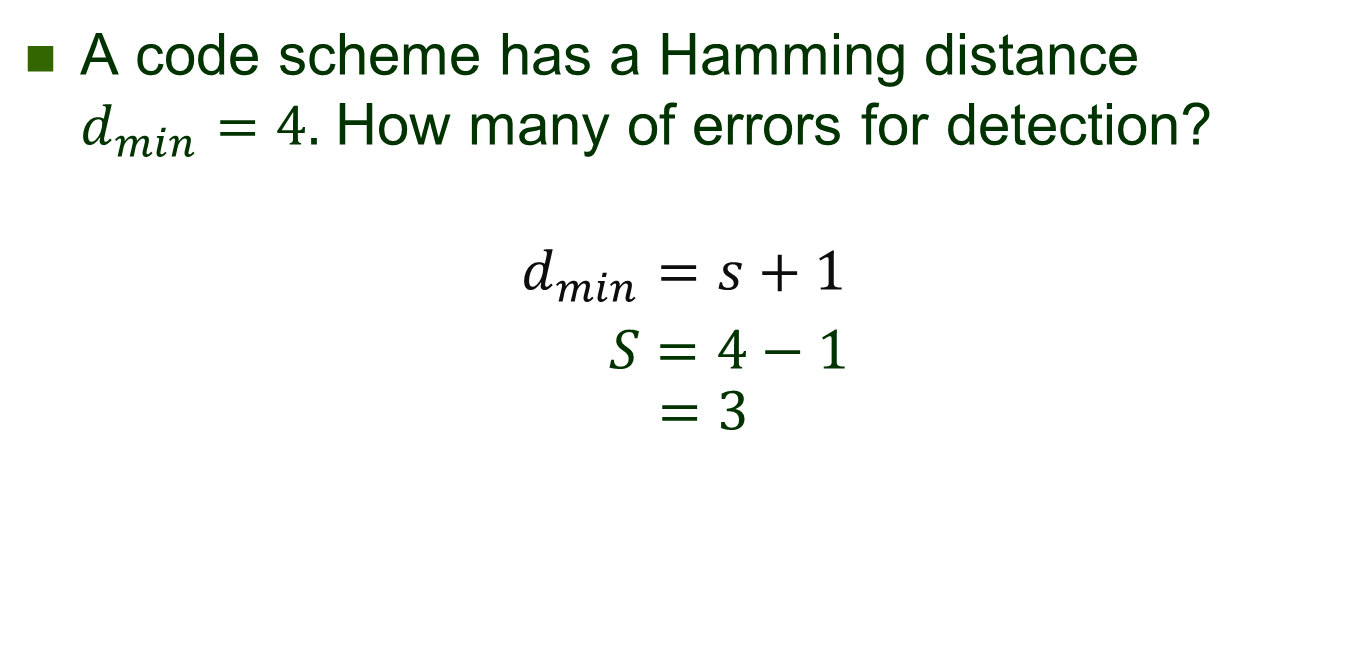 A code scheme has a Hamming distance
d_min = 4. How many of errors for detection?
d_min = s + 1
S = 4 − 1
= 3